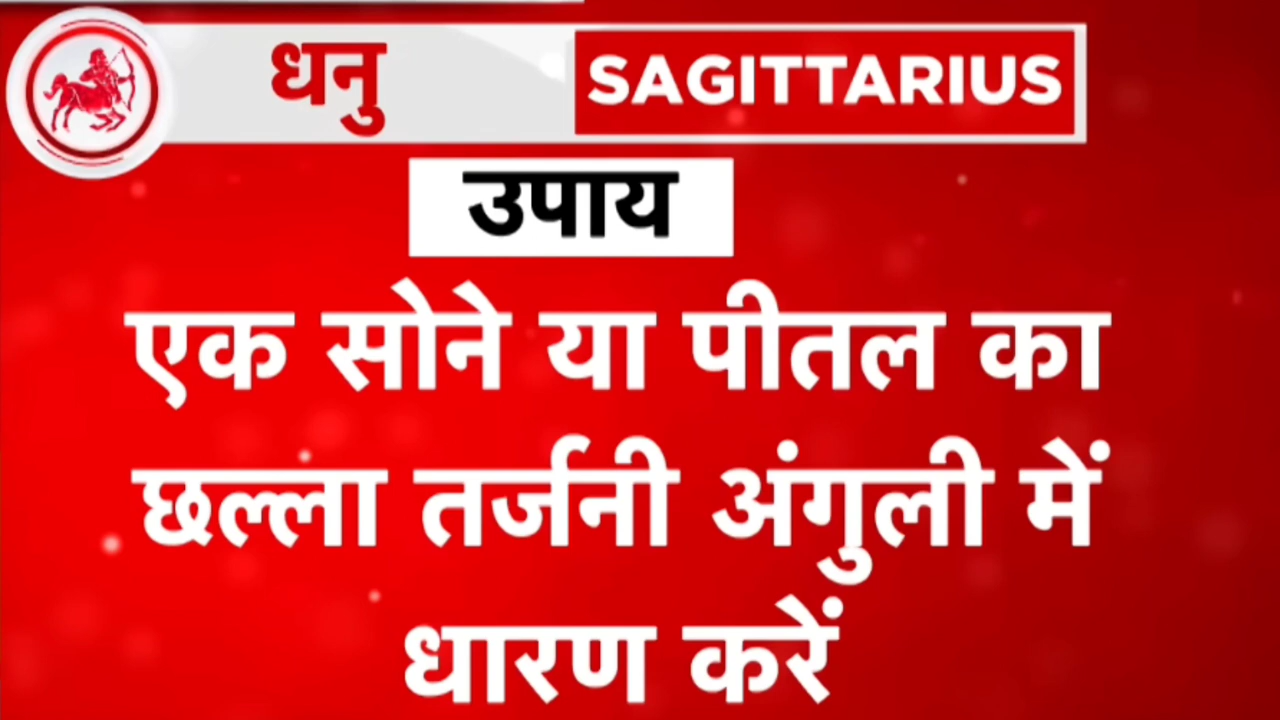 धनु SAGITTARIUS
उपाय
एक सोने या पीतल का
छल्ला तर्जनी अंगुली में
धारण करें